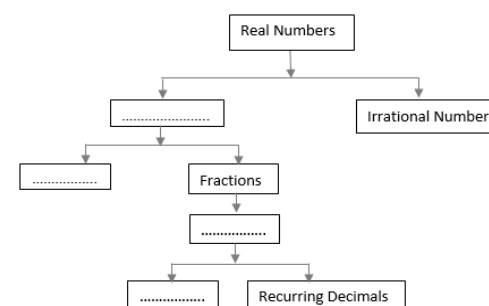 Real Numbers
.......................
Irrational Number
.................
Fractions
.................
.................
Recurring Decimals